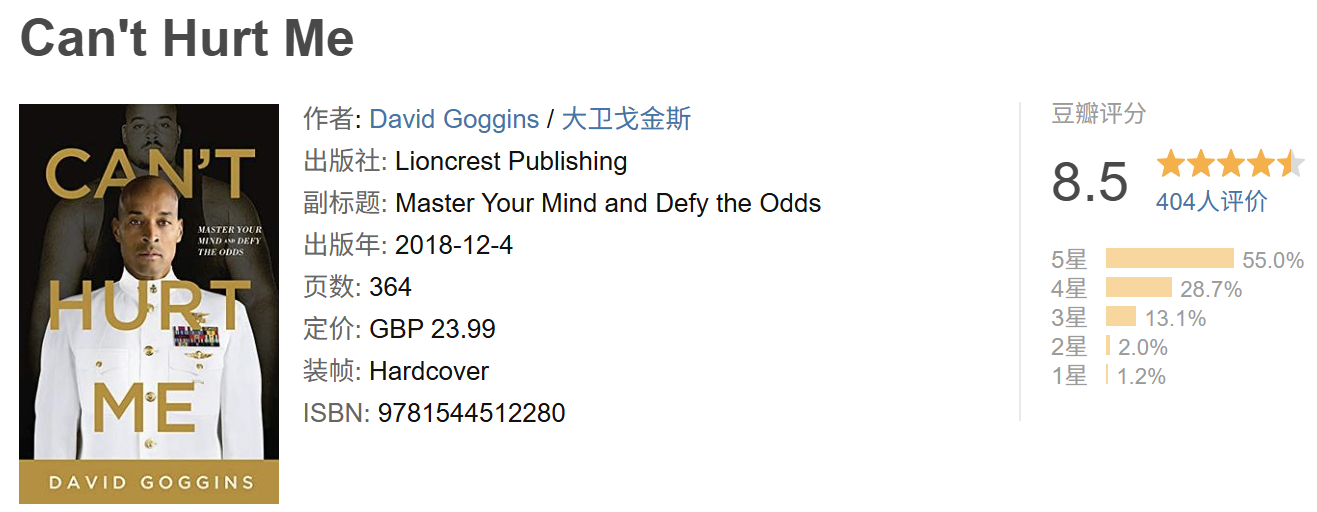 Can't Hurt Me
CAN'T
MASTER YOUR
MIND AND DEFY
THE ODDS
HURT
ME
DAVID GOGGINS
作者: David Goggins / 大卫戈金斯
出版社: Lioncrest Publishing
副标题: Master Your Mind and Defy the Odds
出版年: 2018-12-4
页数: 364
定价: GBP 23.99
装帧: Hardcover
ISBN: 9781544512280
豆瓣评分
8.5
404人评价
5星 55.0%
4星 28.7%
3星 13.1%
2星 2.0%
1星 1.2%